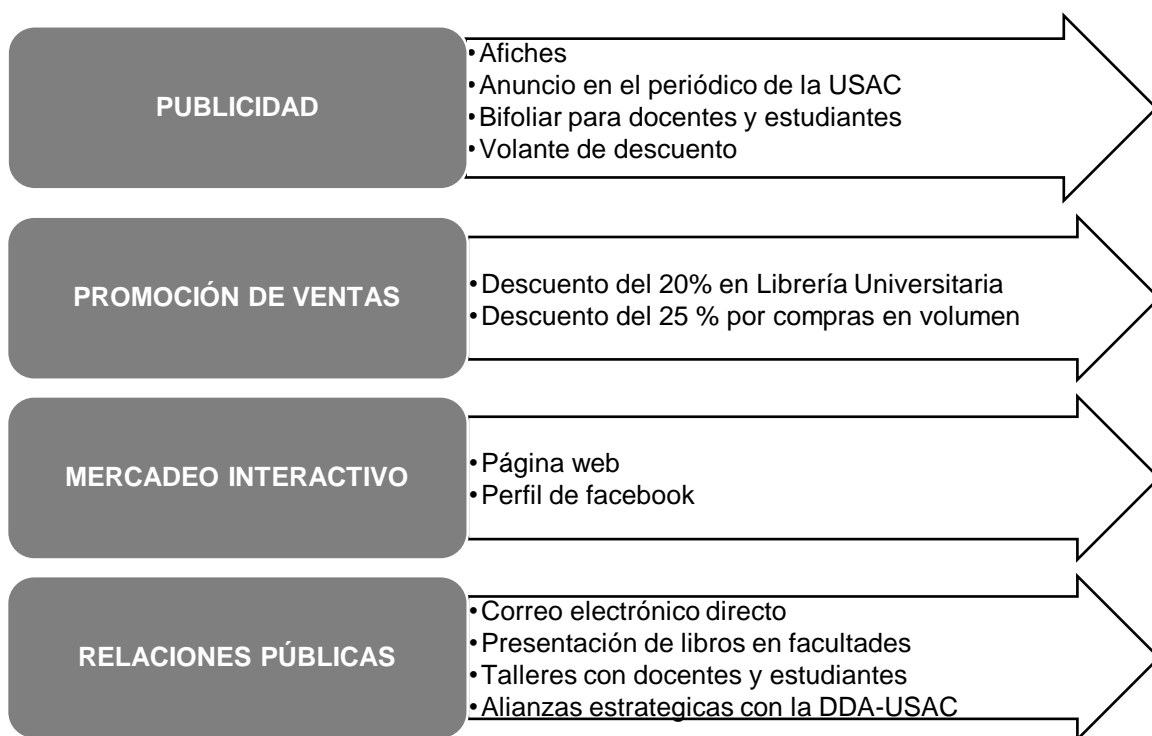 PUBLICIDAD
•Afiches
•Anuncio en el periódico de la USAC
•Bifoliar para docentes y estudiantes
•Volante de descuento
PROMOCIÓN DE VENTAS
•Descuento del 20% en Librería Universitaria
•Descuento del 25 % por compras en volumen
MERCADEO INTERACTIVO
•Página web
•Perfil de facebook
RELACIONES PÚBLICAS
•Correo electrónico directo
•Presentación de libros en facultades
•Talleres con docentes y estudiantes
•Alianzas estrategicas con la DDA-USAC